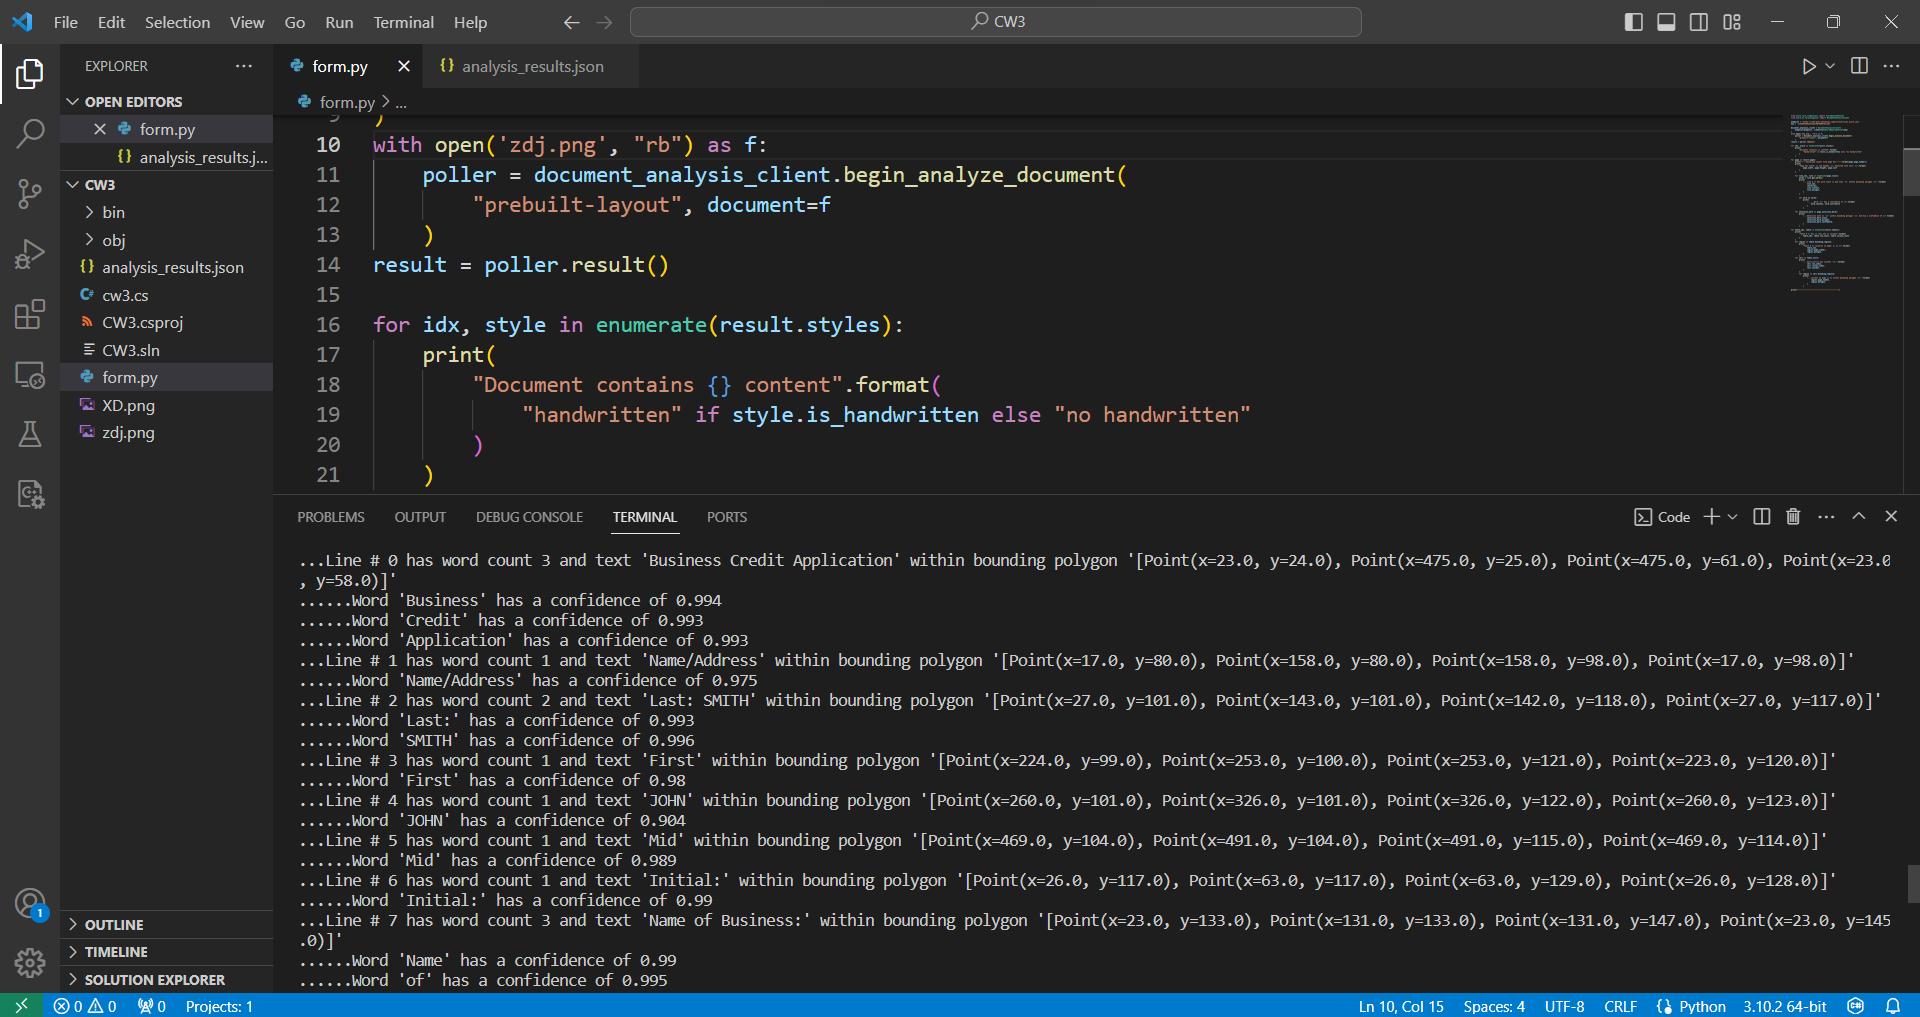 File Edit Selection View Go Run Terminal Help
CW3
EXPLORER
OPEN EDITORS
form.py
analysis_results.j...
CW3
bin
obj
analysis_results.json
cw3.cs
CW3.csproj
CW3.sln
form.py
XD.png
zdj.png
OUTLINE
TIMELINE
SOLUTION EXPLORER
form.py
analysis_results.json
form.py > ...
9 )
10 with open('zdj.png', "rb") as f:
11 poller = document_analysis_client.begin_analyze_document(
12 "prebuilt-layout", document=f
13 )
14 result = poller.result()
15
16 for idx, style in enumerate(result.styles):
17 print(
18 "Document contains {} content".format(
19 "handwritten" if style.is_handwritten else "no handwritten"
20 )
21 )
PROBLEMS OUTPUT DEBUG CONSOLE TERMINAL PORTS
Code
...Line # 0 has word count 3 and text 'Business Credit Application' within bounding polygon '[Point(x=23.0, y=24.0), Point(x=475.0, y=25.0), Point(x=475.0, y=61.0), Point(x=23.0
, y=58.0)]'
......Word 'Business' has a confidence of 0.994
......Word 'Credit' has a confidence of 0.993
......Word 'Application' has a confidence of 0.993
...Line # 1 has word count 1 and text 'Name/Address' within bounding polygon '[Point(x=17.0, y=80.0), Point(x=158.0, y=80.0), Point(x=158.0, y=98.0), Point(x=17.0, y=98.0)]'
......Word 'Name/Address' has a confidence of 0.975
...Line # 2 has word count 2 and text 'Last: SMITH' within bounding polygon '[Point(x=27.0, y=101.0), Point(x=143.0, y=101.0), Point(x=142.0, y=118.0), Point(x=27.0, y=117.0)]'
......Word 'Last:' has a confidence of 0.993
......Word 'SMITH' has a confidence of 0.996
...Line # 3 has word count 1 and text 'First' within bounding polygon '[Point(x=224.0, y=99.0), Point(x=253.0, y=100.0), Point(x=253.0, y=121.0), Point(x=223.0, y=120.0)]'
......Word 'First' has a confidence of 0.98
...Line # 4 has word count 1 and text 'JOHN' within bounding polygon '[Point(x=260.0, y=101.0), Point(x=326.0, y=101.0), Point(x=326.0, y=122.0), Point(x=260.0, y=123.0)]'
......Word 'JOHN' has a confidence of 0.904
...Line # 5 has word count 1 and text 'Mid' within bounding polygon '[Point(x=469.0, y=104.0), Point(x=491.0, y=104.0), Point(x=491.0, y=115.0), Point(x=469.0, y=114.0)]'
......Word 'Mid' has a confidence of 0.989
...Line # 6 has word count 1 and text 'Initial:' within bounding polygon '[Point(x=26.0, y=117.0), Point(x=63.0, y=117.0), Point(x=63.0, y=129.0), Point(x=26.0, y=128.0)]'
......Word 'Initial:' has a confidence of 0.99
...Line # 7 has word count 3 and text 'Name of Business:' within bounding polygon '[Point(x=23.0, y=133.0), Point(x=131.0, y=133.0), Point(x=131.0, y=147.0), Point(x=23.0, y=145
.0)]'
......Word 'Name' has a confidence of 0.99
......Word 'of' has a confidence of 0.995
1
0 0 0 Projects: 1
Ln 10, Col 15 Spaces: 4 UTF-8 CRLF Python 3.10.2 64-bit